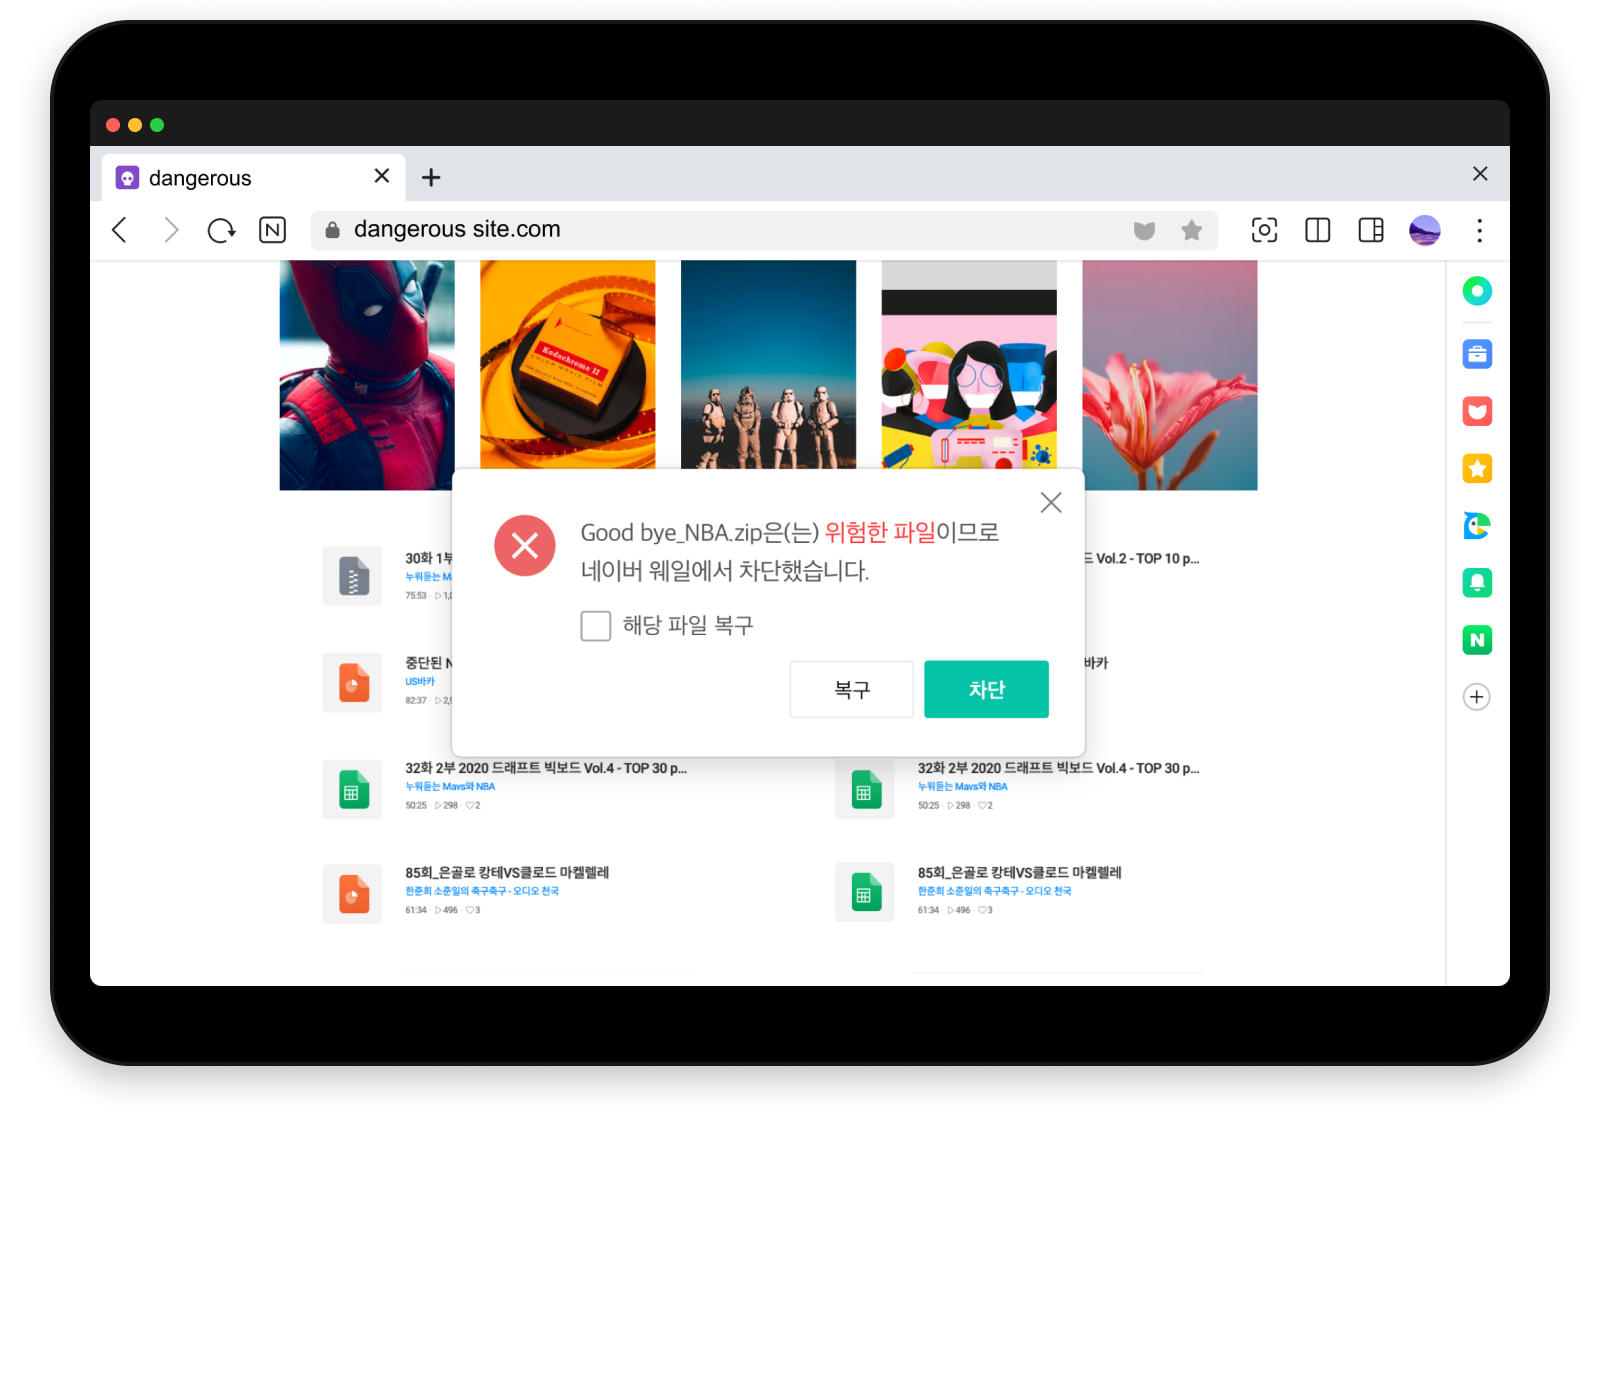 dangerous
N
dangerous site.com
Kodachrome II
COLOR MOVIE FILM
Good bye_NBA.zip은(는) 위험한 파일이므로
네이버 웨일에서 차단했습니다.
해당 파일 복구
복구
차단
30화 1부
누워듣는 Ma
75:53
Vol.2 - TOP 10 p...
중단된 N
US바카
82:37
바카
32화 2부 2020 드래프트 빅보드 Vol.4 - TOP 30 p...
누워듣는 Mavs와 NBA
50:25 · ▷ 298 · ♡ 2
32화 2부 2020 드래프트 빅보드 Vol.4 - TOP 30 p...
누워듣는 Mavs와 NBA
50:25 · ▷ 298 · ♡ 2
85회_은골로 캉테VS클로드 마켈렐레
한준희 소준일의 축구축구 - 오디오 천국
61:34 · ▷ 496 · ♡ 3
85회_은골로 캉테VS클로드 마켈렐레
한준희 소준일의 축구축구 - 오디오 천국
61:34 · ▷ 496 · ♡ 3
N